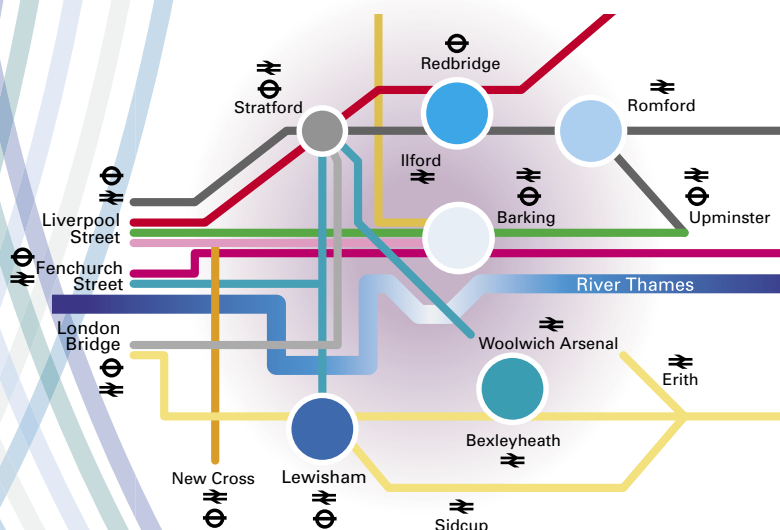 Redbridge
Stratford
Romford
Ilford
Barking
Upminster
Liverpool
Street
Fenchurch
Street
River Thames
London
Bridge
Woolwich Arsenal
Erith
Bexleyheath
New Cross
Lewisham
Sidcup